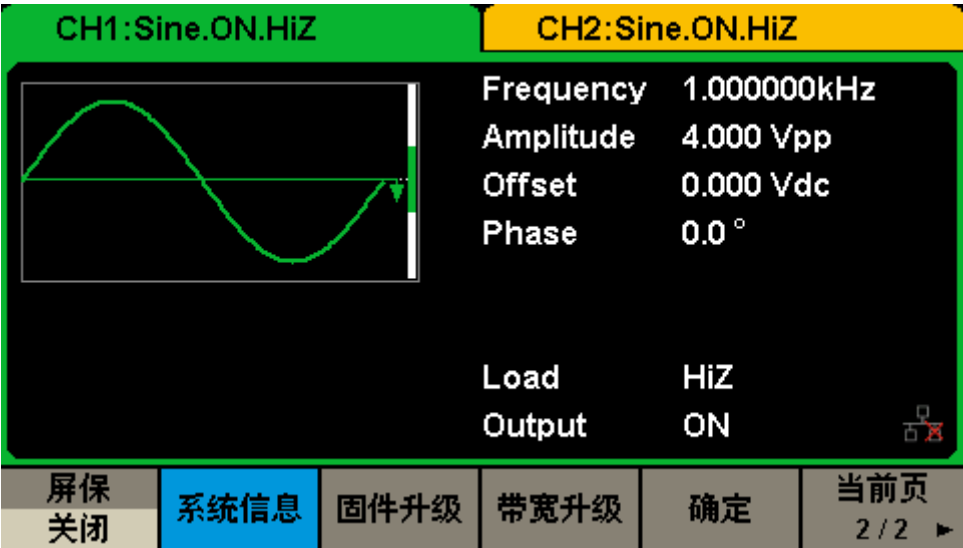 CH1:Sine.ON.HiZ
CH2:Sine.ON.HiZ
Frequency 1.000000kHz
Amplitude 4.000 Vpp
Offset 0.000 Vdc
Phase 0.0 °
Load HiZ
Output ON
屏保
关闭
系统信息
固件升级
带宽升级
确定
当前页
2/2 ►